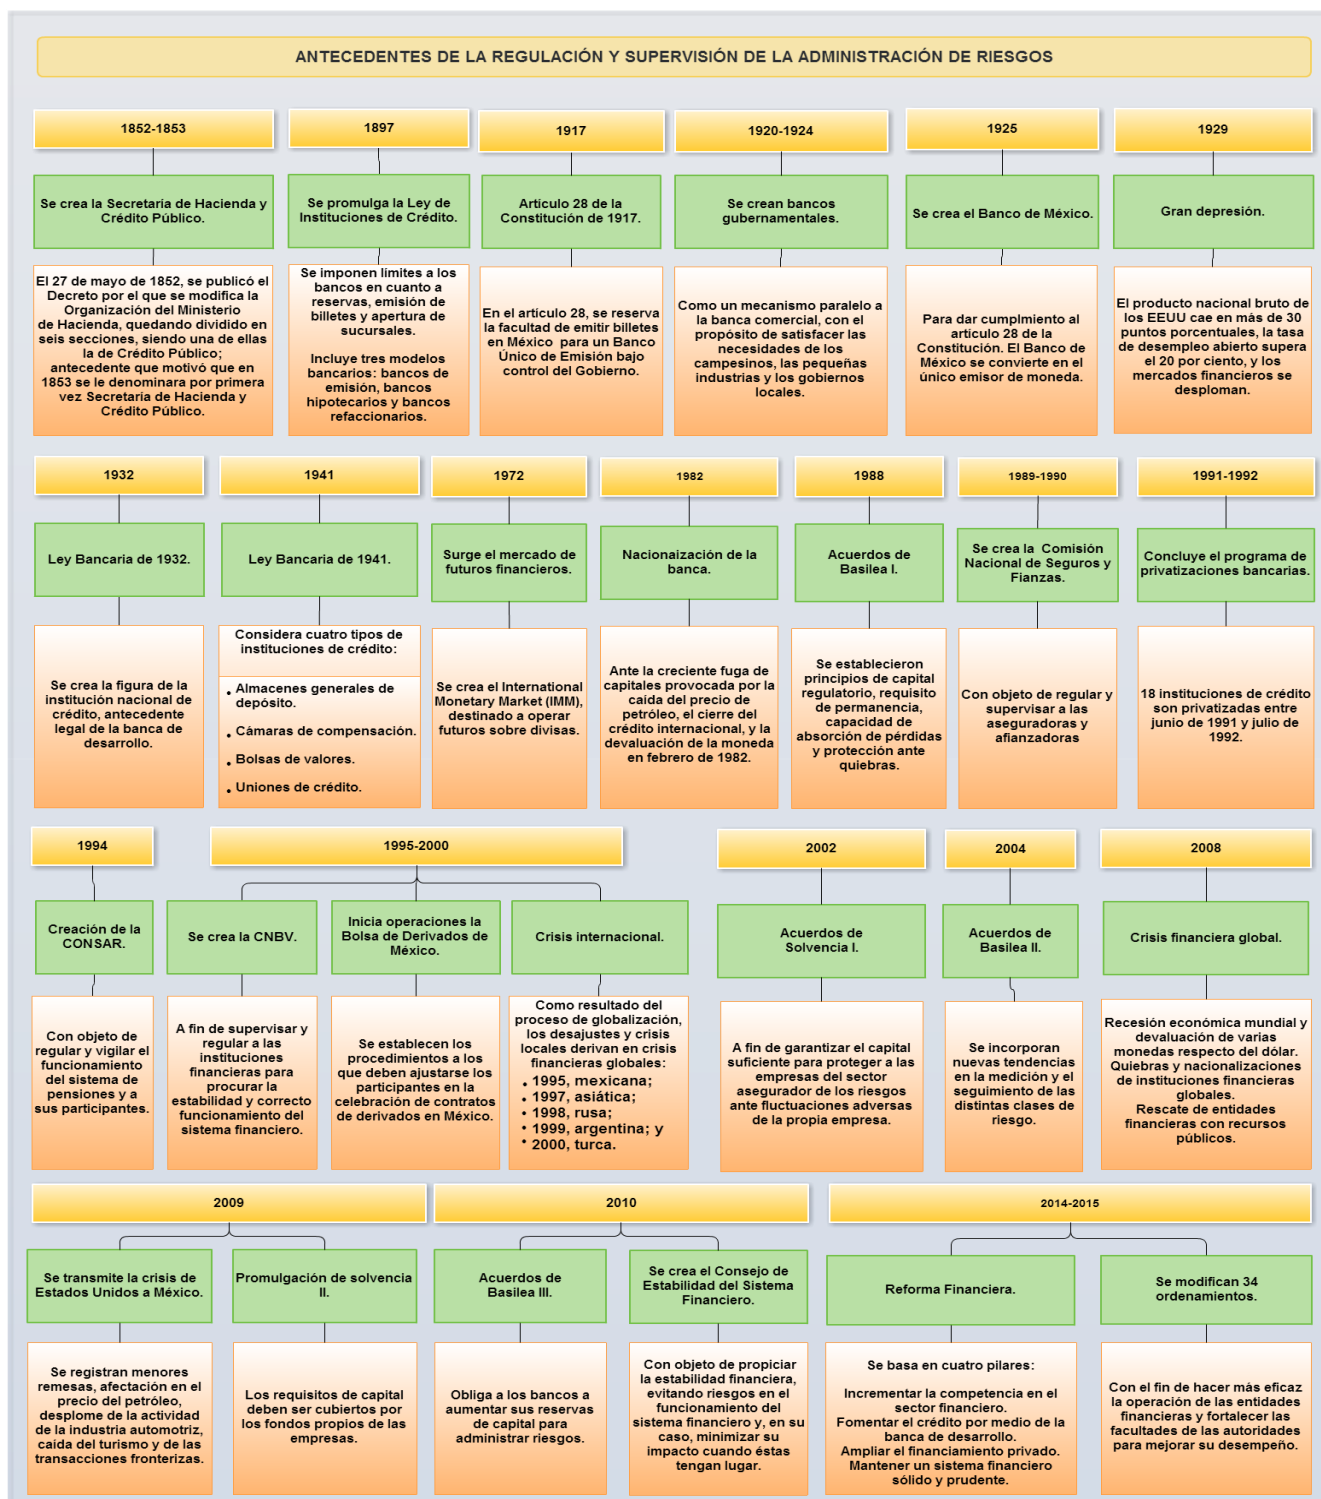 ANTECEDENTES DE LA REGULACIÓN Y SUPERVISIÓN DE LA ADMINISTRACIÓN DE RIESGOS
1852-1853
Se crea la Secretaría de Hacienda y
Crédito Público.
El 27 de mayo de 1852, se publicó el
Decreto por el que se modifica la
Organización del Ministerio
de Hacienda, quedando dividido en
seis secciones, siendo una de ellas
la de Crédito Público;
antecedente que motivó que en
1853 se le denominara por primera
vez Secretaría de Hacienda y
Crédito Público.
1897
Se promulga la Ley de
Instituciones de Crédito.
Se imponen límites a los
bancos en cuanto a
reservas, emisión de
billetes y apertura de
sucursales.
Incluye tres modelos
bancarios: bancos de
emisión, bancos
hipotecarios y bancos
refaccionarios.
1917
Artículo 28 de la
Constitución de 1917.
En el artículo 28, se reserva
la facultad de emitir billetes
en México para un Banco
Único de Emisión bajo
control del Gobierno.
1920-1924
Se crean bancos
gubernamentales.
Como un mecanismo paralelo a
la banca comercial, con el
propósito de satisfacer las
necesidades de los
campesinos, las pequeñas
industrias y los gobiernos
locales.
1925
Se crea el Banco de México.
Para dar cumplmiento al
artículo 28 de la
Constitución. El Banco de
México se convierte en el
único emisor de moneda.
1929
Gran depresión.
El producto nacional bruto de
los EEUU cae en más de 30
puntos porcentuales, la tasa
de desempleo abierto supera
el 20 por ciento, y los
mercados financieros se
desploman.
1932
Ley Bancaria de 1932.
Se crea la figura de la
institución nacional de
crédito, antecedente
legal de la banca de
desarrollo.
1941
Ley Bancaria de 1941.
Considera cuatro tipos de
instituciones de crédito:
• Almacenes generales de
depósito.
• Cámaras de compensación.
• Bolsas de valores.
• Uniones de crédito.
1972
Surge el mercado de
futuros financieros.
Se crea el International
Monetary Market (IMM),
destinado a operar
futuros sobre divisas.
1982
Nacionaización de la
banca.
Ante la creciente fuga de
capitales provocada por la
caída del precio de
petróleo, el cierre del
crédito internacional, y la
devaluación de la moneda
en febrero de 1982.
1988
Acuerdos de
Basilea I.
Se establecieron
principios de capital
regulatorio, requisito
de permanencia,
capacidad de
absorción de pérdidas
y protección ante
quiebras.
1989-1990
Se crea la Comisión
Nacional de Seguros y
Fianzas.
Con objeto de regular y
supervisar a las
aseguradoras y
afianzadoras
1991-1992
Concluye el programa de
privatizaciones bancarias.
18 instituciones de crédito
son privatizadas entre
junio de 1991 y julio de
1992.
1994
Creación de la
CONSAR.
Con objeto de
regular y vigilar el
funcionamiento
del sistema de
pensiones y a
sus participantes.
1995-2000
Se crea la CNBV.
A fin de supervisar y
regular a las
instituciones
financieras para
procurar la
estabilidad y correcto
funcionamiento del
sistema financiero.
Inicia operaciones la
Bolsa de Derivados de
México.
Se establecen los
procedimientos a los
que deben ajustarse los
participantes en la
celebración de contratos
de derivados en México.
Crisis internacional.
Como resultado del
proceso de globalización,
los desajustes y crisis
locales derivan en crisis
financieras globales:
• 1995, mexicana;
• 1997, asiática;
• 1998, rusa;
• 1999, argentina; y
• 2000, turca.
2002
Acuerdos de
Solvencia I.
A fin de garantizar el capital
suficiente para proteger a las
empresas del sector
asegurador de los riesgos
ante fluctuaciones adversas
de la propia empresa.
2004
Acuerdos de
Basilea II.
Se incorporan
nuevas tendencias
en la medición y el
seguimiento de las
distintas clases de
riesgo.
2008
Crisis financiera global.
Recesión económica mundial y
devaluación de varias
monedas respecto del dólar.
Quiebras y nacionalizaciones
de instituciones financieras
globales.
Rescate de entidades
financieras con recursos
públicos.
2009
Se transmite la crisis de
Estados Unidos a México.
Se registran menores
remesas, afectación en el
precio del petróleo,
desplome de la actividad
de la industria automotriz,
caída del turismo y de las
transacciones fronterizas.
Promulgación de solvencia
II.
Los requisitos de capital
deben ser cubiertos por
los fondos propios de las
empresas.
2010
Acuerdos de
Basilea III.
Obliga a los bancos a
aumentar sus reservas
de capital para
administrar riesgos.
Se crea el Consejo de
Estabilidad del Sistema
Financiero.
Con objeto de propiciar
la estabilidad financiera,
evitando riesgos en el
funcionamiento del
sistema financiero y, en su
caso, minimizar su
impacto cuando éstas
tengan lugar.
2014-2015
Reforma Financiera.
Se basa en cuatro pilares:
Incrementar la competencia en el
sector financiero.
Fomentar el crédito por medio de la
banca de desarrollo.
Ampliar el financiamiento privado.
Mantener un sistema financiero
sólido y prudente.
Se modifican 34
ordenamientos.
Con el fin de hacer más eficaz
la operación de las entidades
financieras y fortalecer las
facultades de las autoridades
para mejorar su desempeño.